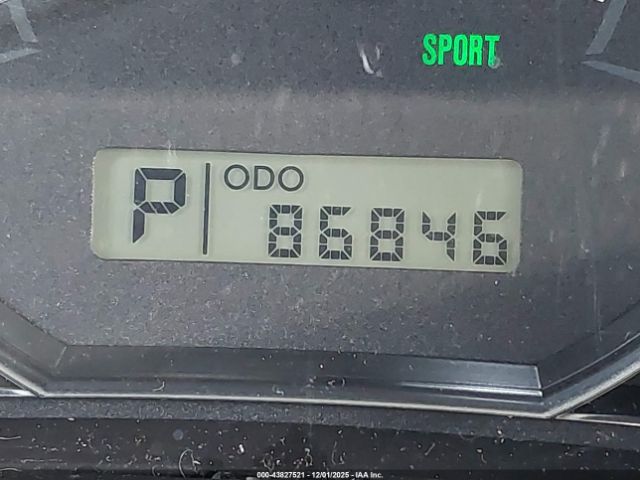 SPORT
P ODO
86846
000-43827521 - 12/01/2025 - IAA Inc.